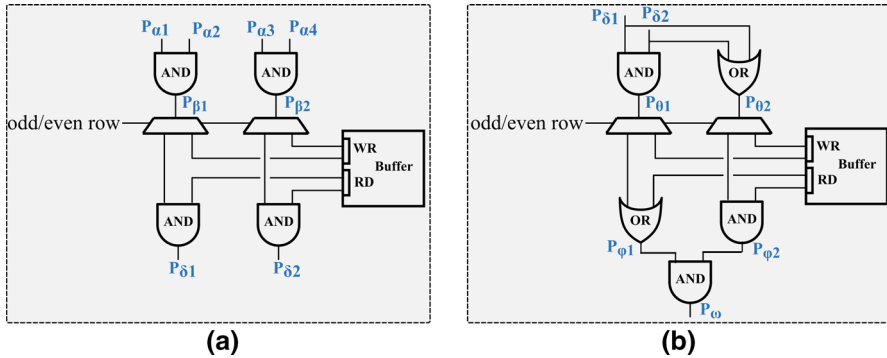 Pα1
Pα2
Pα3
Pα4
AND
AND
Pβ1
Pβ2
odd/even row
WR
Buffer
RD
AND
AND
Pδ1
Pδ2
(a)
Pδ1
Pδ2
AND
OR
Pθ1
Pθ2
odd/even row
WR
Buffer
RD
OR
AND
Pφ1
Pφ2
AND
Pω
(b)